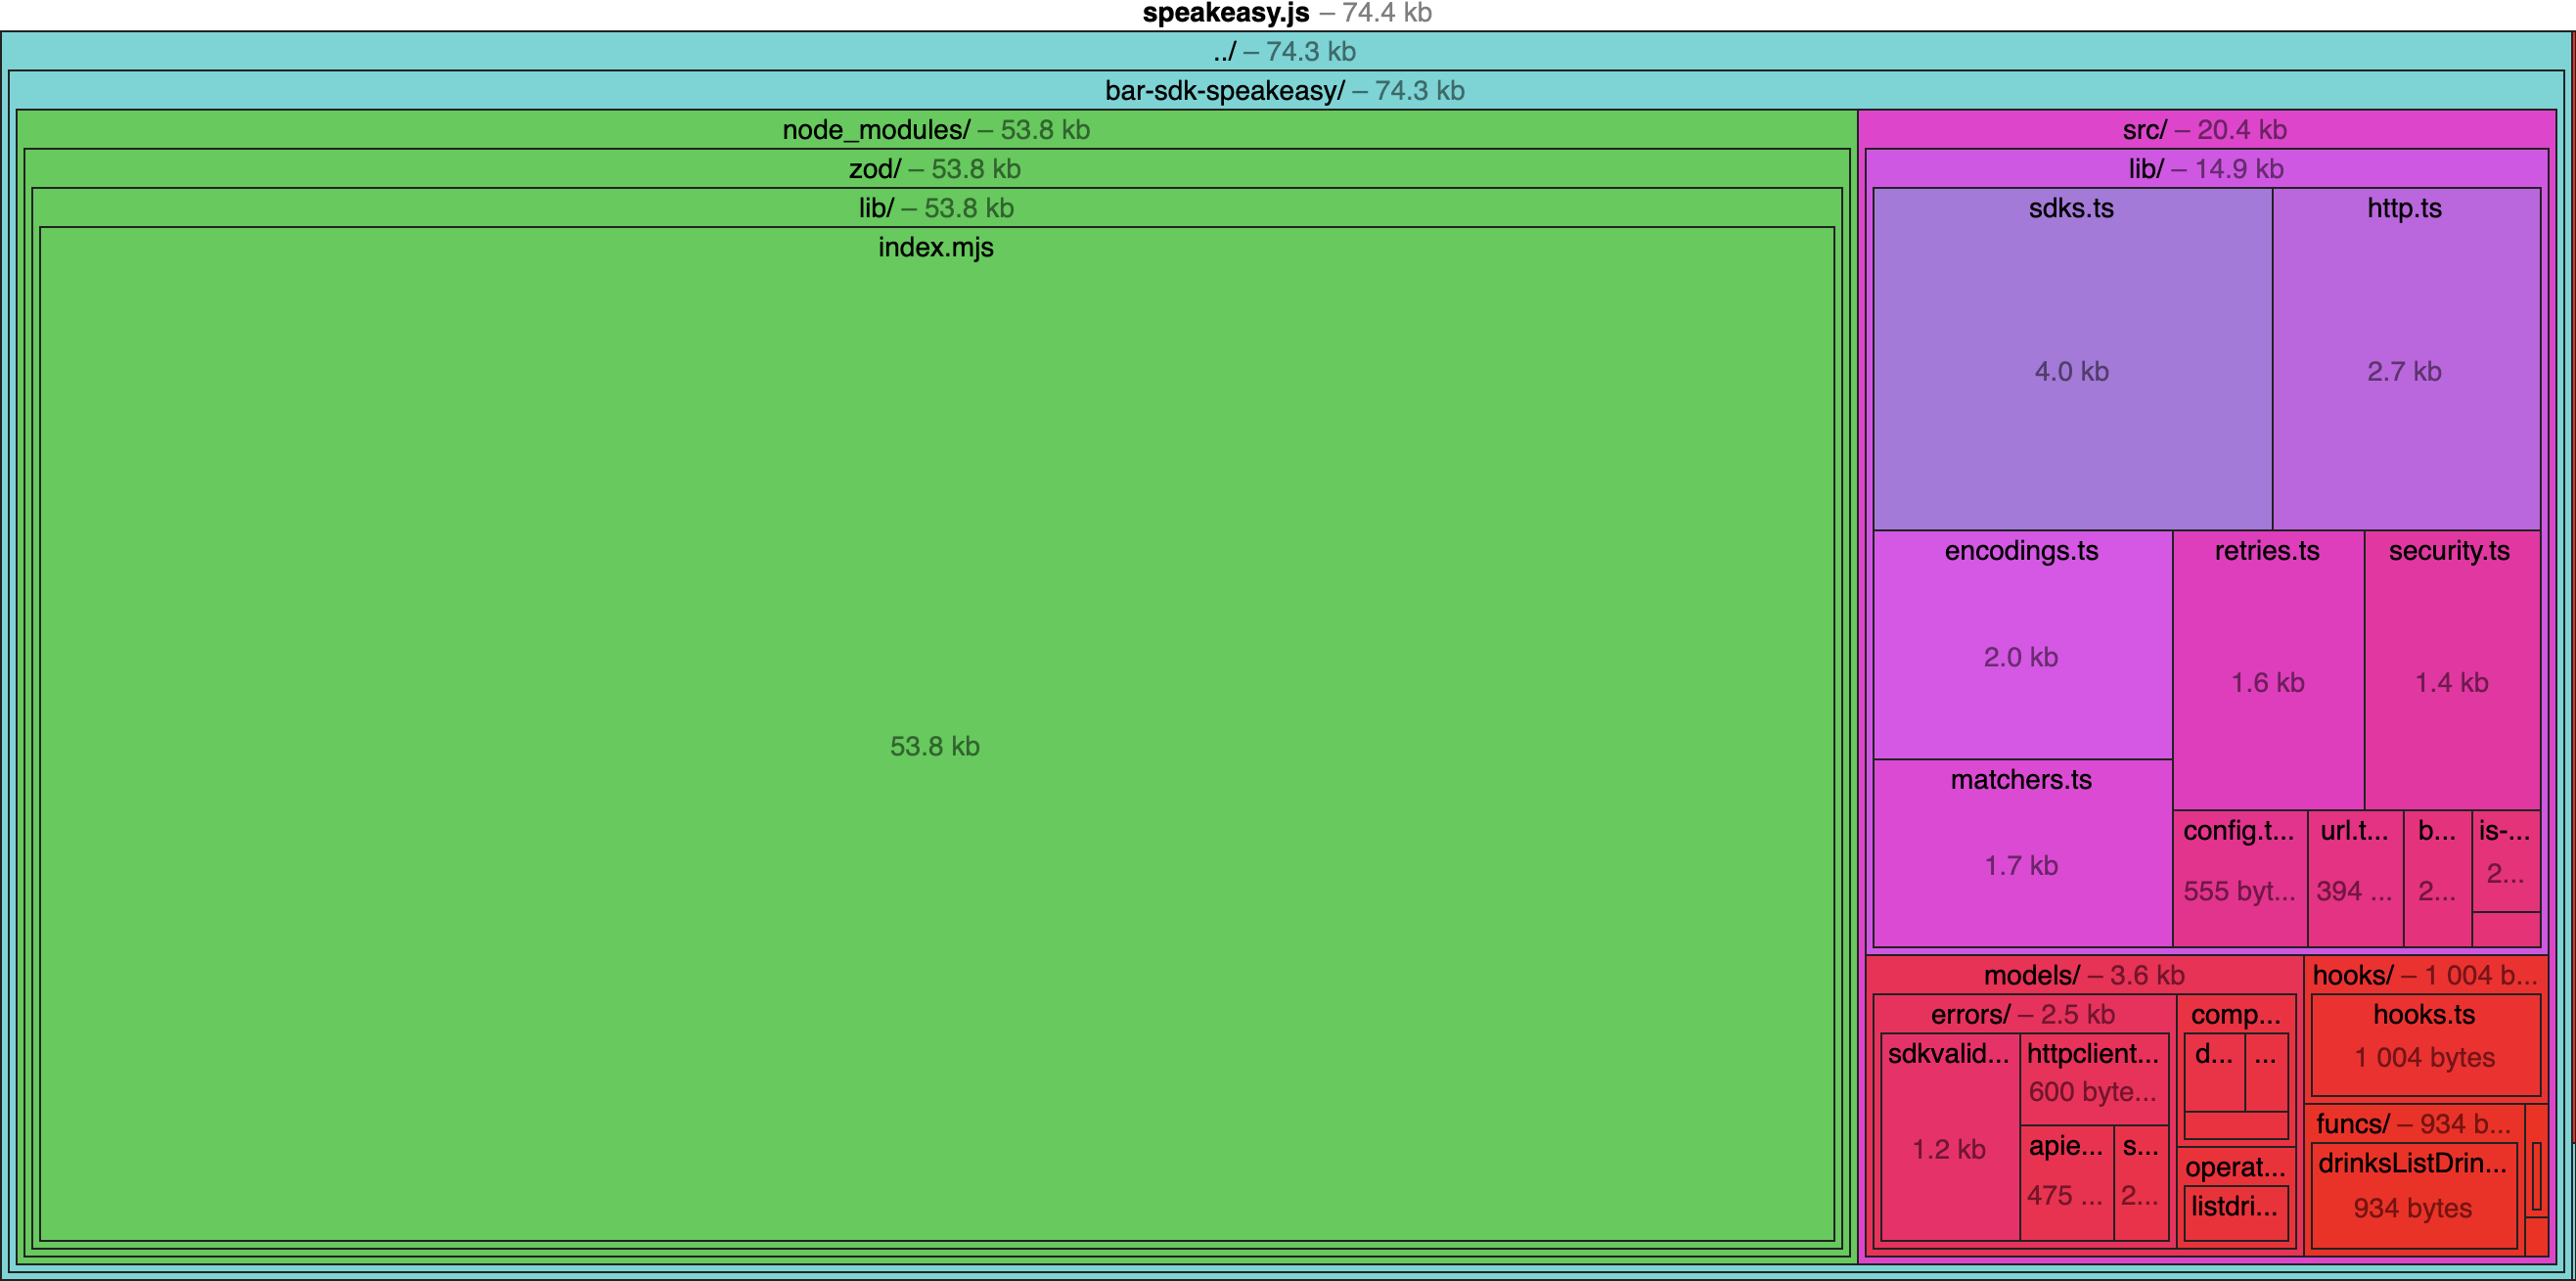 speakeasy.js – 74.4 kb
../ – 74.3 kb
bar-sdk-speakeasy/ – 74.3 kb
node_modules/ – 53.8 kb
zod/ – 53.8 kb
lib/ – 53.8 kb
index.mjs
53.8 kb
src/ – 20.4 kb
lib/ – 14.9 kb
sdks.ts
4.0 kb
http.ts
2.7 kb
encodings.ts
2.0 kb
retries.ts
1.6 kb
security.ts
1.4 kb
matchers.ts
1.7 kb
config.t...
555 byt...
url.t...
394 ...
b...
2...
is-...
2...
models/ – 3.6 kb
errors/ – 2.5 kb
sdkvalid...
1.2 kb
httpclient...
600 byte...
apie...
475 ...
s...
2...
comp...
d...
...
operat...
listdri...
hooks/ – 1 004 b...
hooks.ts
1 004 bytes
funcs/ – 934 b...
drinksListDrin...
934 bytes